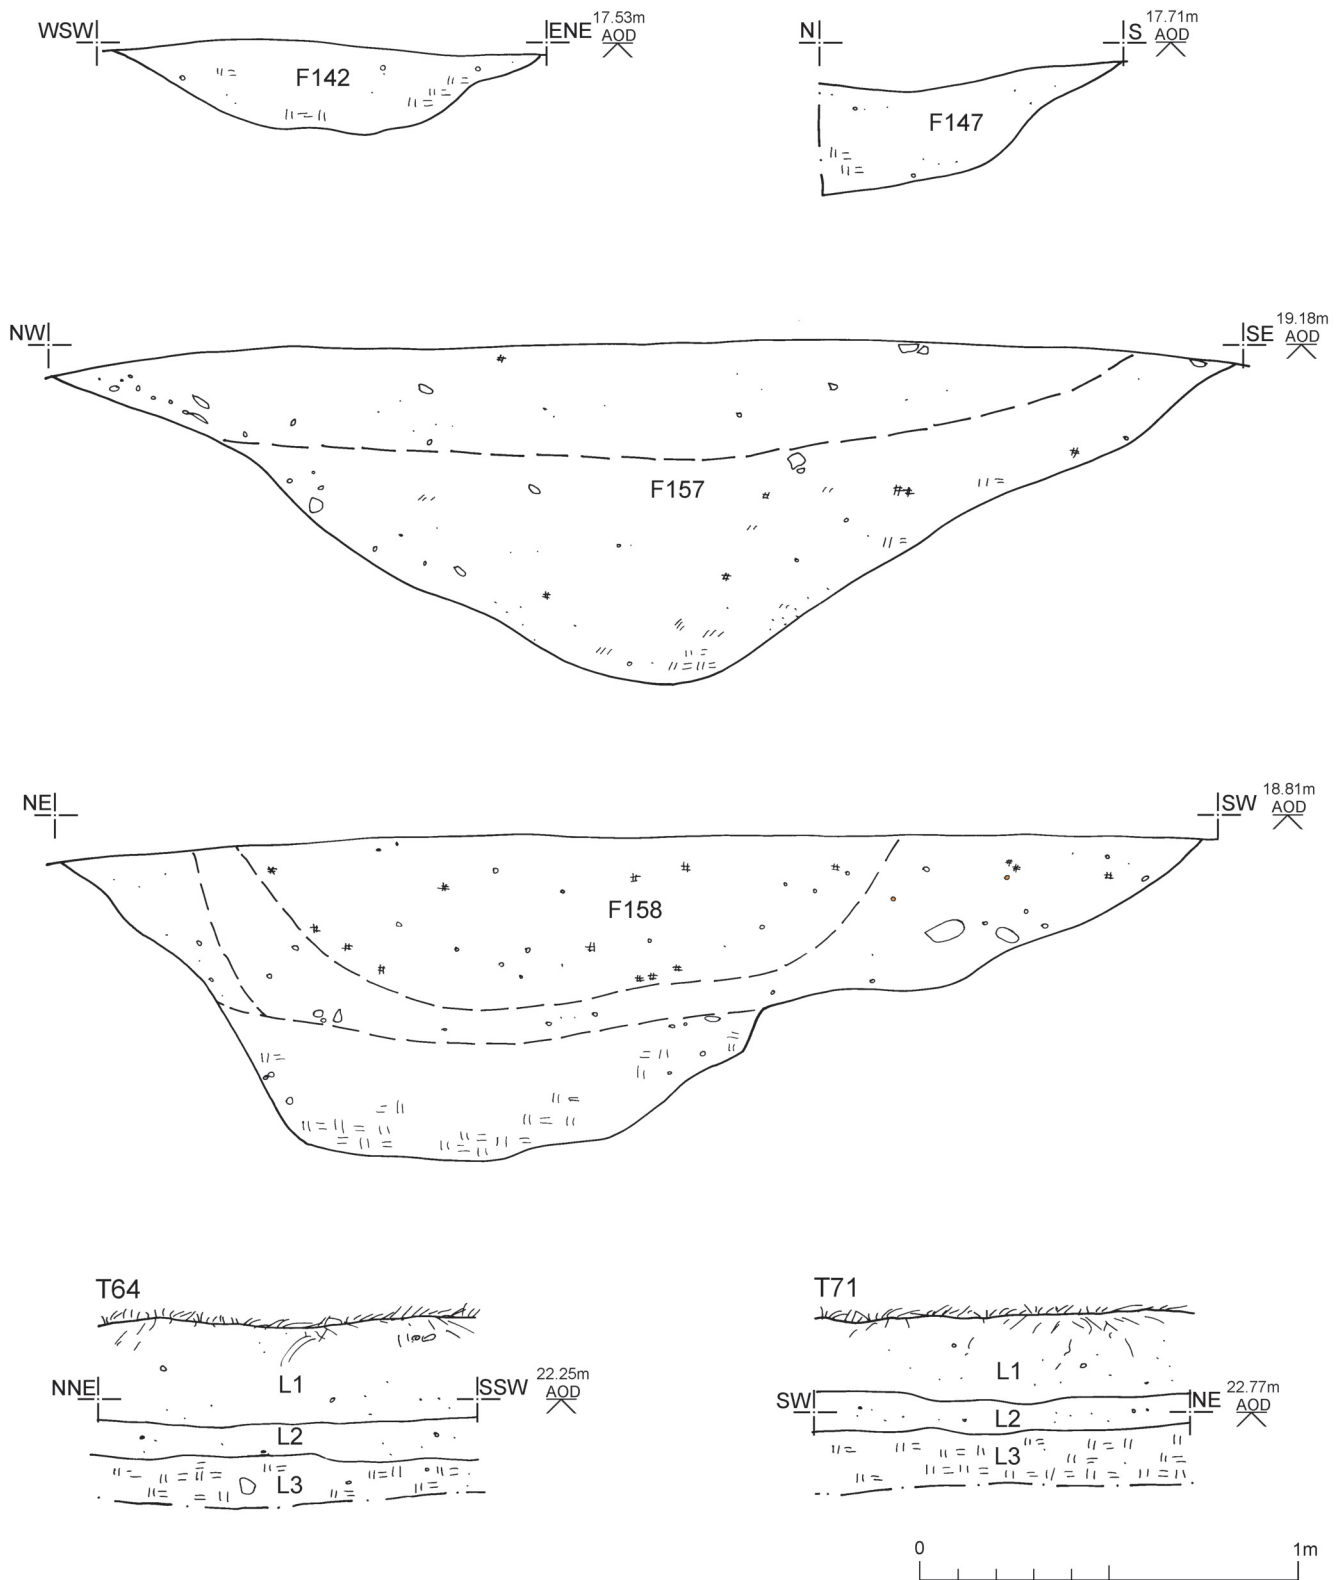 WSW
ENE
17.53m
AOD
F142
N
S
17.71m
AOD
F147
NW
SE
19.18m
AOD
F157
NE
SW
18.81m
AOD
F158
T64
L1
NNE
SSW
22.25m
AOD
L2
L3
T71
L1
SW
NE
22.77m
AOD
L2
L3
0
1m